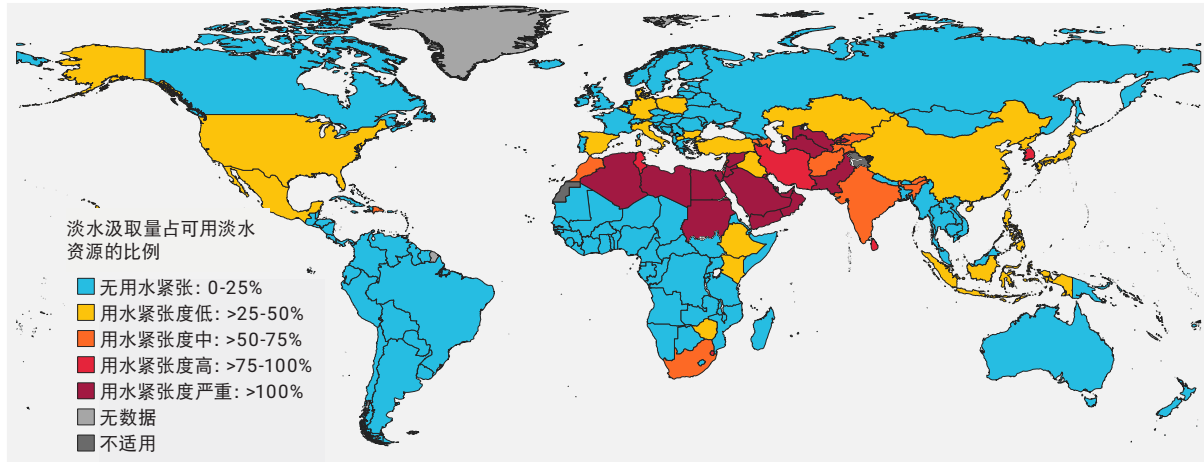 淡水汲取量占可用淡水
资源的比例
无用水紧张: 0-25%
用水紧张度低: >25-50%
用水紧张度中: >50-75%
用水紧张度高: >75-100%
用水紧张度严重: >100%
无数据
不适用